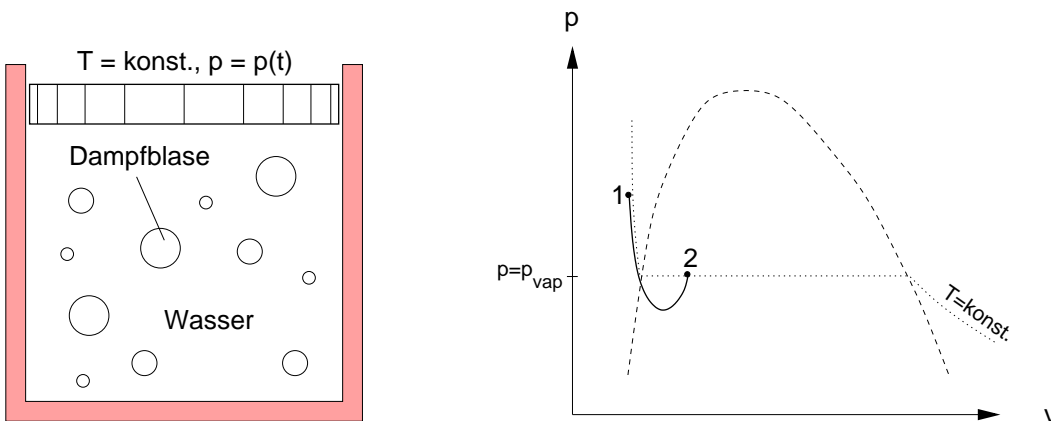 T = konst., p = p(t)
Dampfblase
Wasser
p
1
2
p=p_vap
T=konst.
v